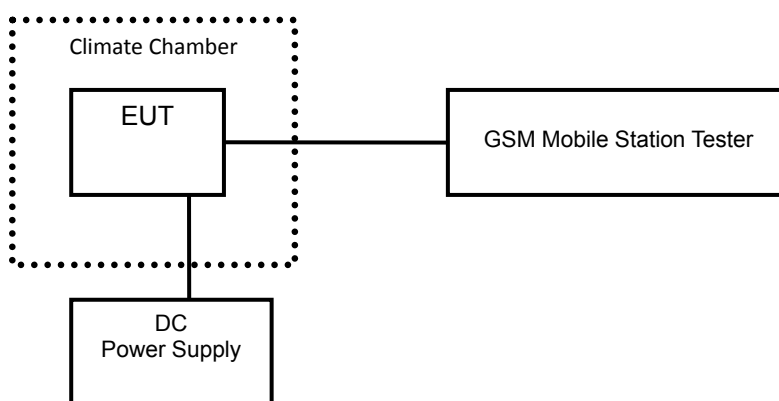 Climate Chamber
EUT
GSM Mobile Station Tester
DC
Power Supply